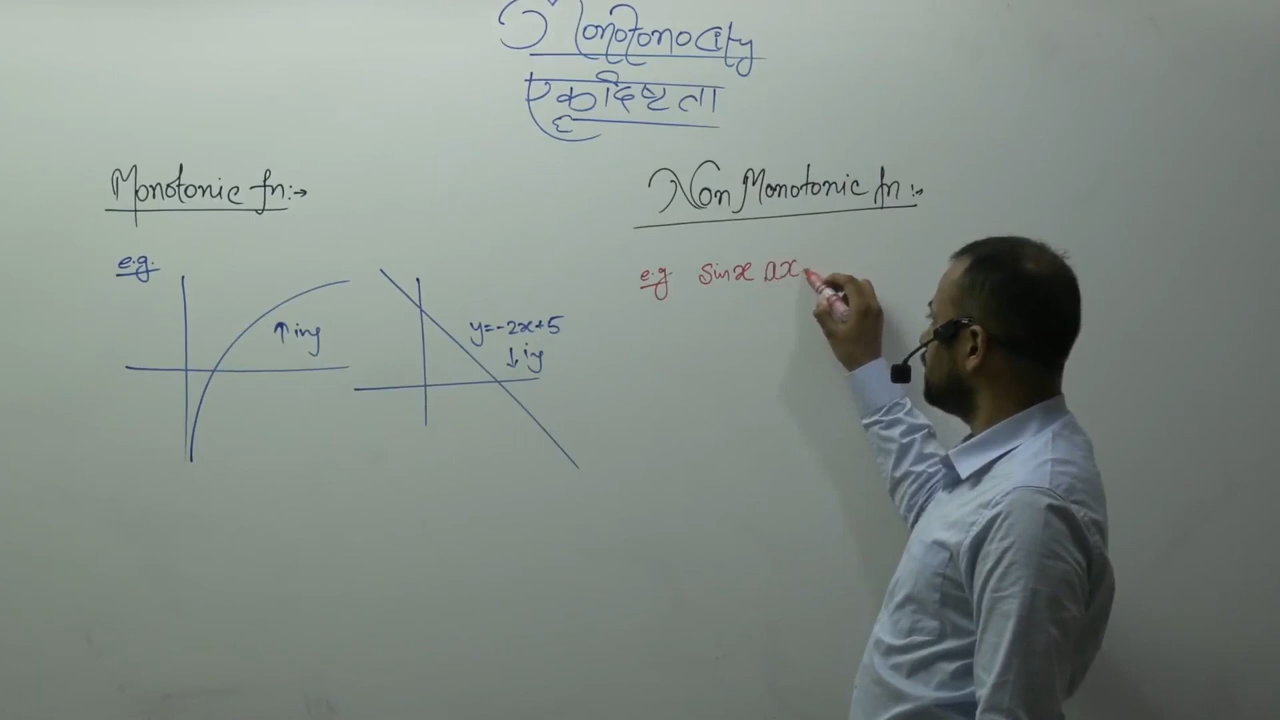 Monotonocity
एकदिष्टता
Monotonic fn:→
e.g.
↑ ing
y=-2x+5
↓ ing
Non Monotonic fn:→
e.g sinx